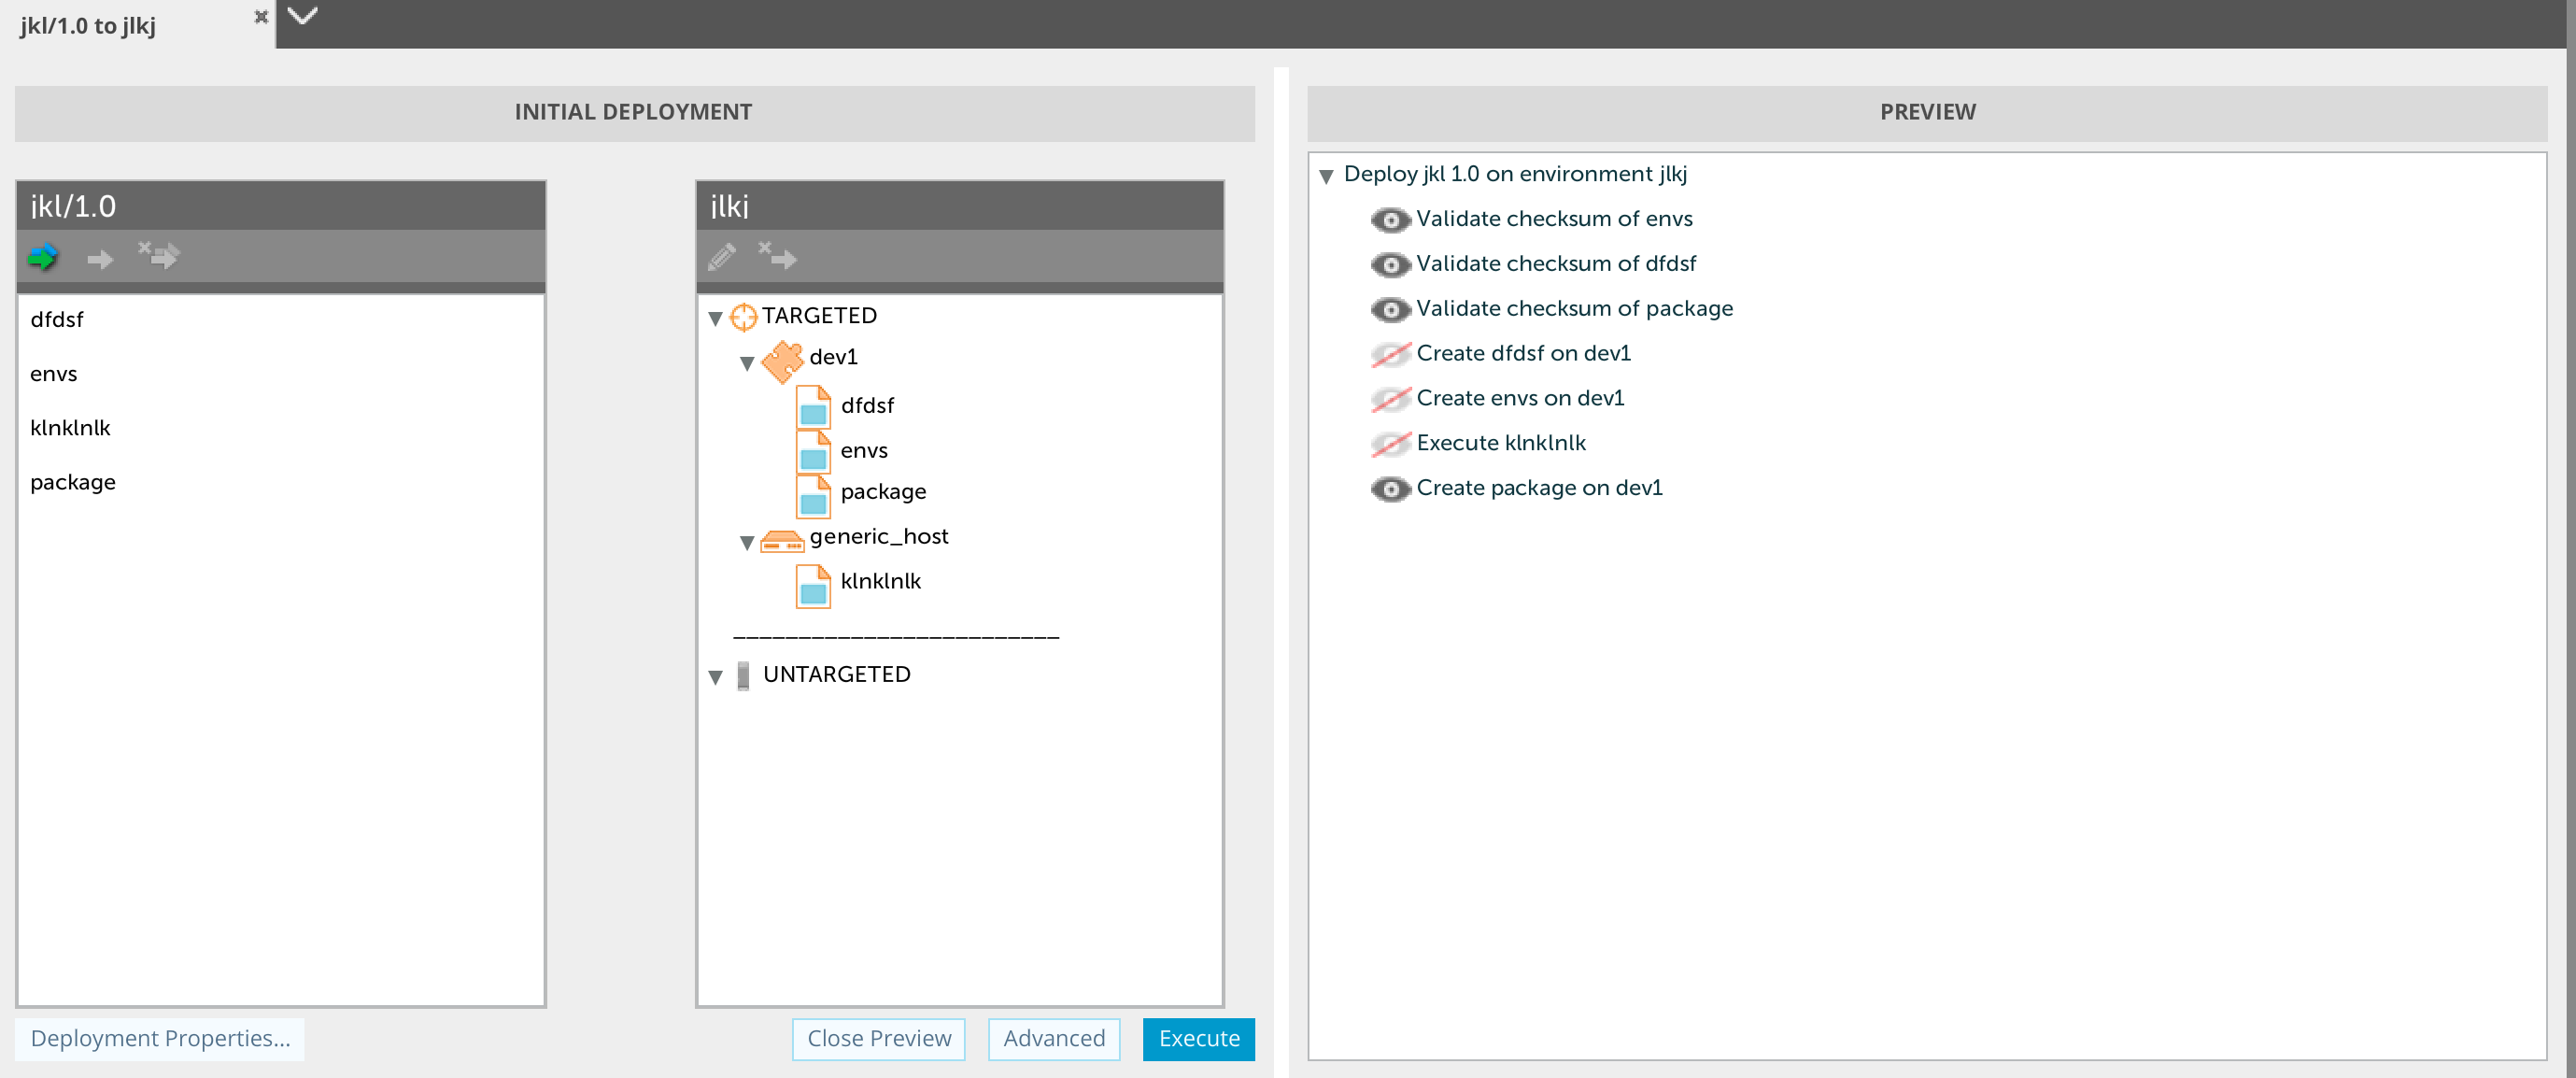 jkl/1.0 to jlkj
INITIAL DEPLOYMENT
jkl/1.0
dfdsf
envs
klnklnlk
package
jlkj
TARGETED
dev1
dfdsf
envs
package
generic_host
klnklnlk
_________________________
UNTARGETED
Deployment Properties...
Close Preview
Advanced
Execute
PREVIEW
Deploy jkl 1.0 on environment jlkj
Validate checksum of envs
Validate checksum of dfdsf
Validate checksum of package
Create dfdsf on dev1
Create envs on dev1
Execute klnklnlk
Create package on dev1